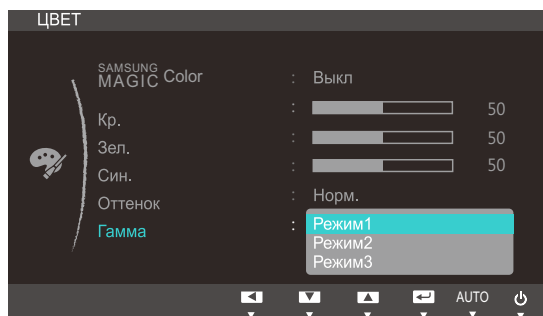 ЦВЕТ
SAMSUNG
MAGIC Color : Выкл
Кр. : 50
Зел. : 50
Син. : 50
Оттенок : Норм.
Гамма : Режим1
Режим2
Режим3
AUTO